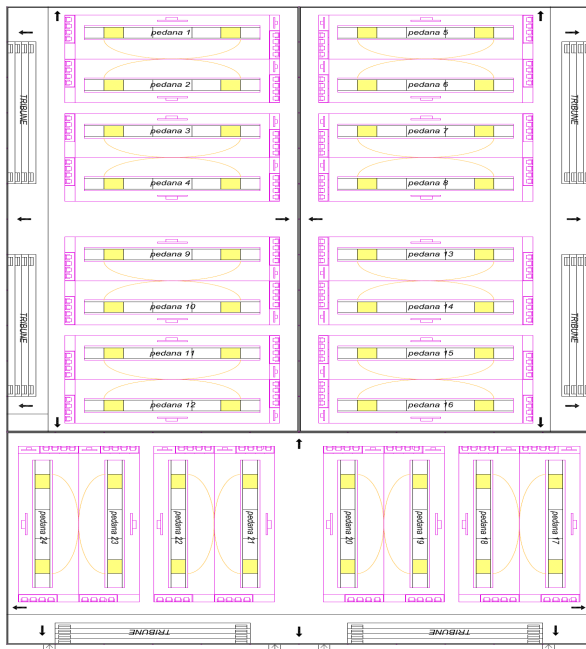 pedana 1
pedana 5
pedana 2
pedana 6
TRIBUNE
TRIBUNE
pedana 3
pedana 7
pedana 4
pedana 8
pedana 9
pedana 13
pedana 10
pedana 14
TRIBUNE
TRIBUNE
pedana 11
pedana 15
pedana 12
pedana 16
pedana 24
pedana 23
pedana 22
pedana 21
pedana 20
pedana 19
pedana 18
pedana 17
TRIBUNE
TRIBUNE